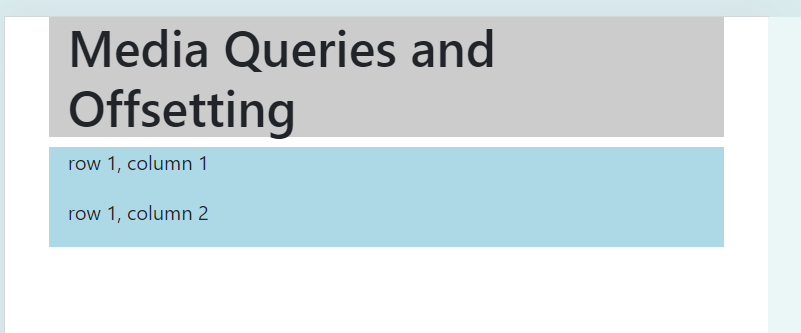 Media Queries and
Offsetting
row 1, column 1
row 1, column 2